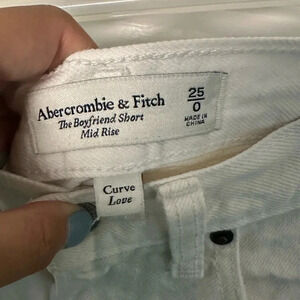 Abercrombie & Fitch
The Boyfriend Short
Mid Rise
25
0
MADE IN
CHINA
Curve
Love